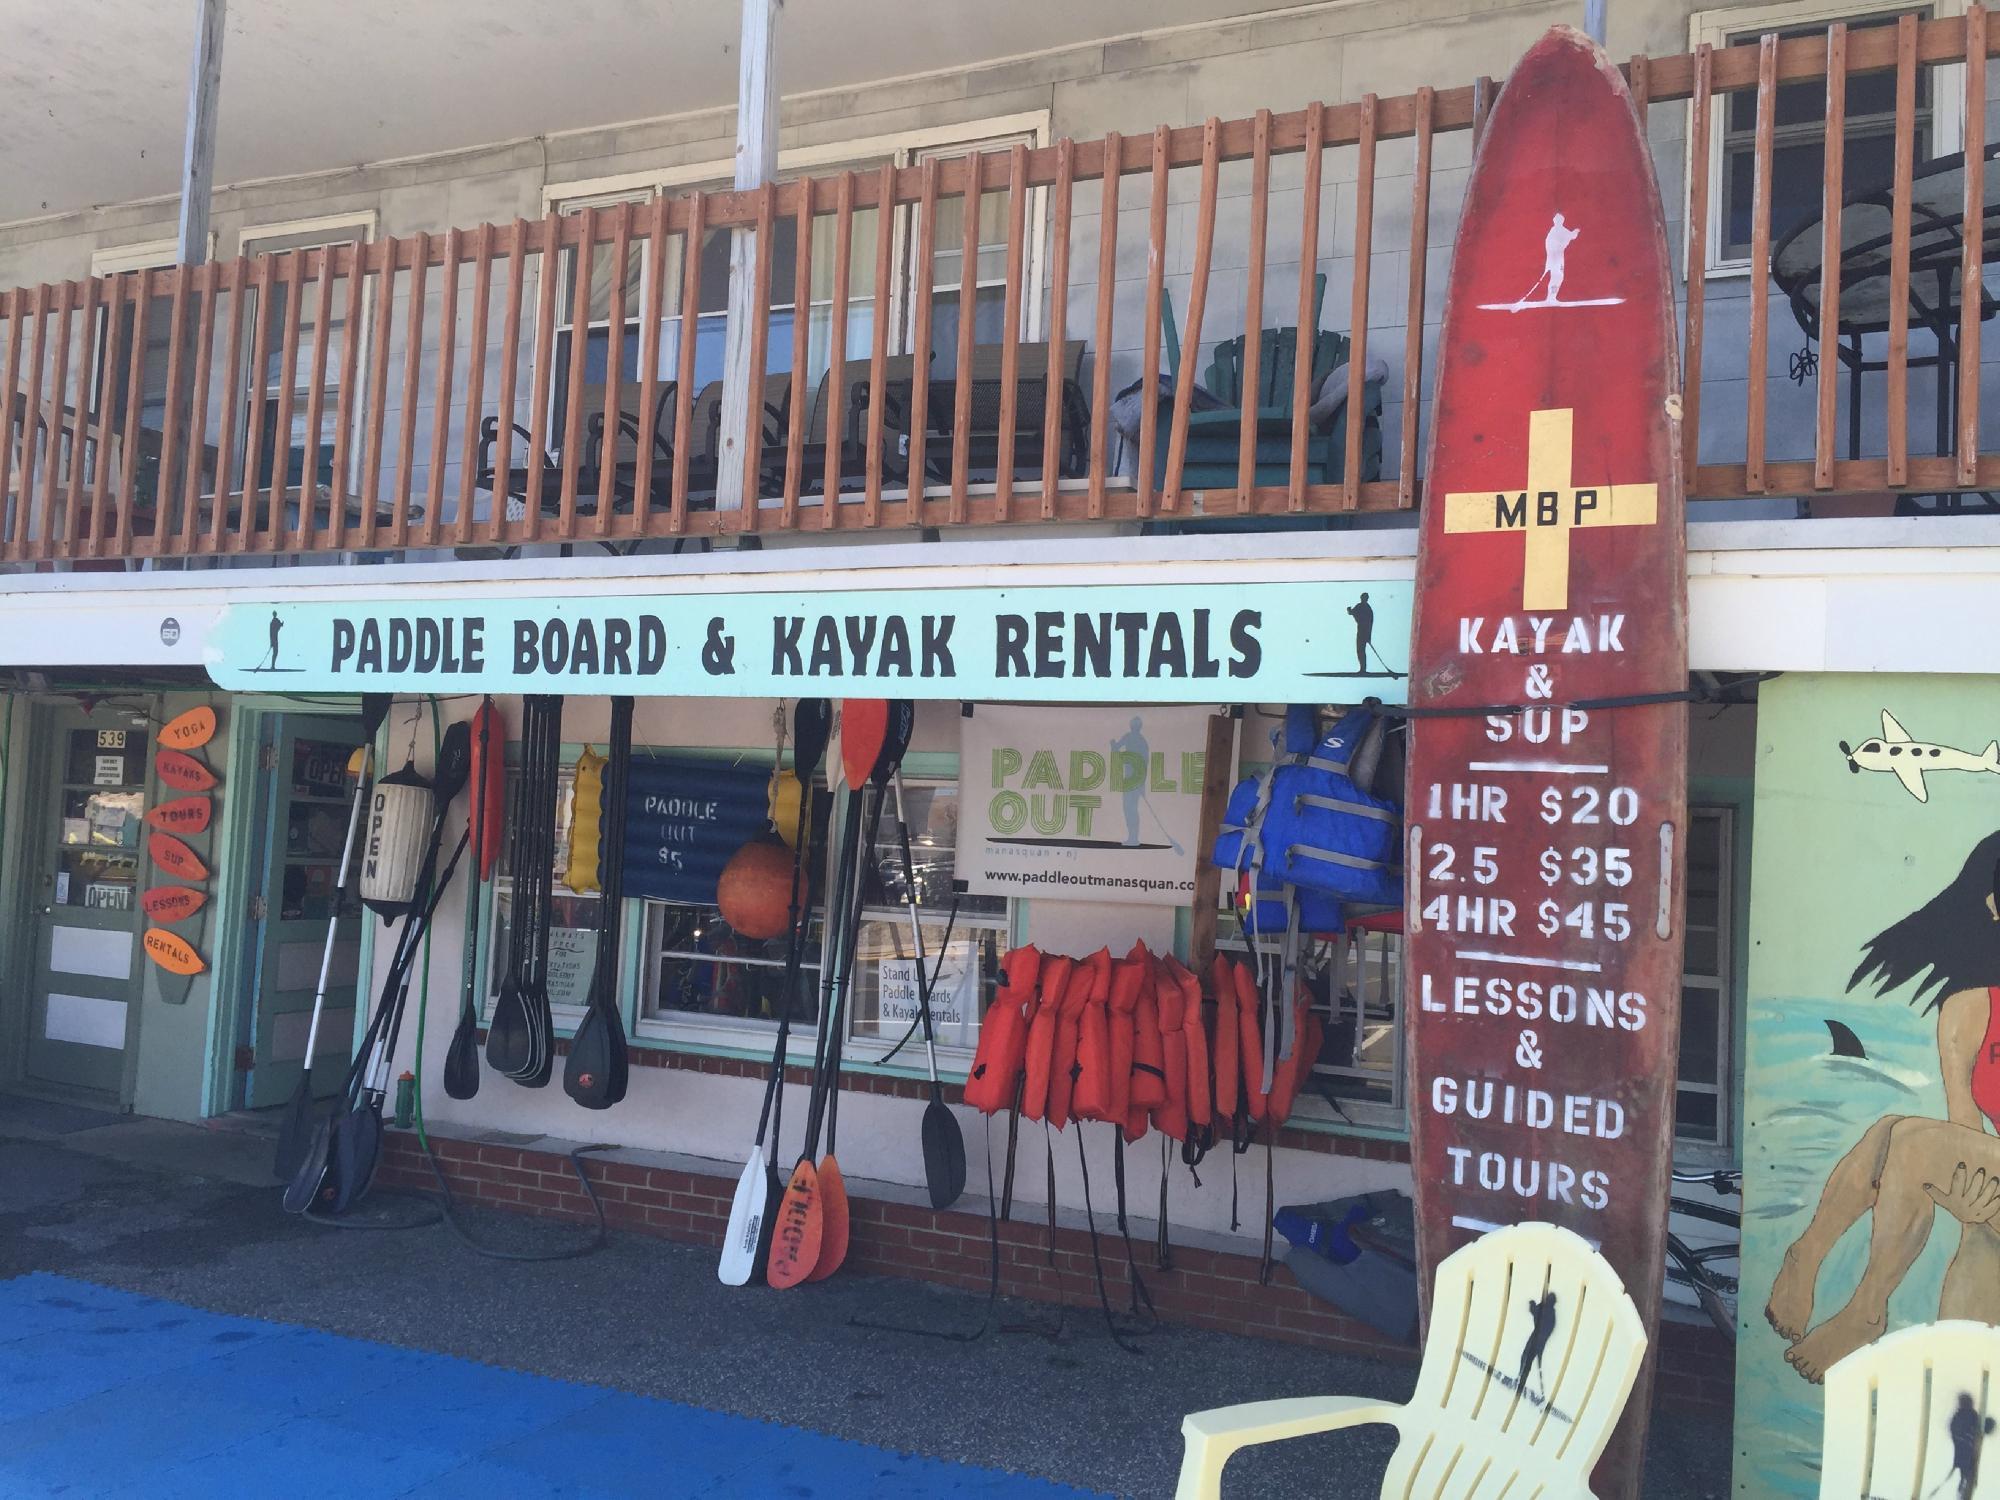 PADDLE BOARD & KAYAK RENTALS
539
OPEN
YOGA
KAYAKS
TOURS
SUP
LESSONS
RENTALS
OPEN
OPEN
PADDLE
OUT
$5
PADDLE
OUT
manasquan • nj
www.paddleoutmanasquan.co
Stand U
Paddle Boards
& Kayak Rentals
MBP
KAYAK
&
SUP
1HR $20
2.5 $35
4HR $45
LESSONS
&
GUIDED
TOURS